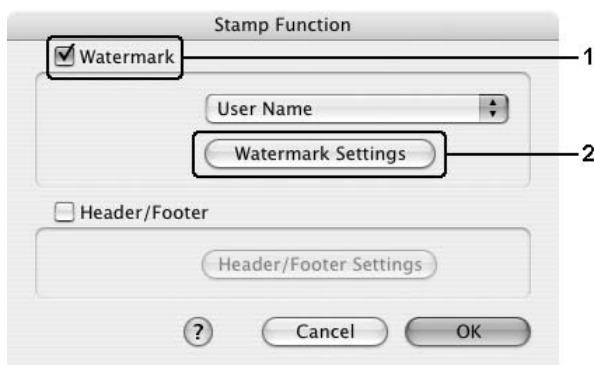 Stamp Function
Watermark
1
User Name
Watermark Settings
2
Header/Footer
Header/Footer Settings
?
Cancel
OK